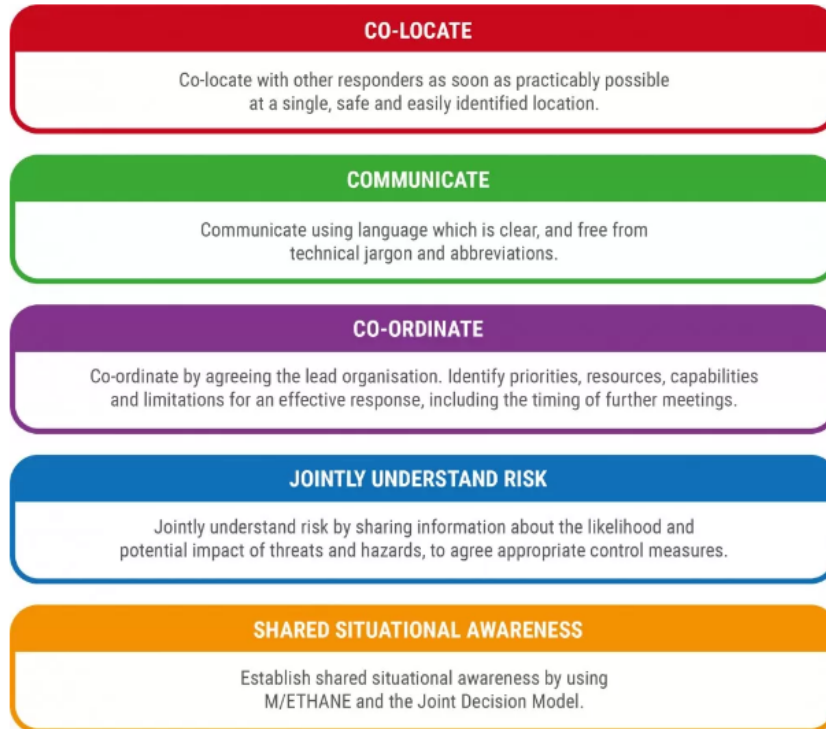 CO-LOCATE
Co-locate with other responders as soon as practicably possible
at a single, safe and easily identified location.
COMMUNICATE
Communicate using language which is clear, and free from
technical jargon and abbreviations.
CO-ORDINATE
Co-ordinate by agreeing the lead organisation. Identify priorities, resources, capabilities
and limitations for an effective response, including the timing of further meetings.
JOINTLY UNDERSTAND RISK
Jointly understand risk by sharing information about the likelihood and
potential impact of threats and hazards, to agree appropriate control measures.
SHARED SITUATIONAL AWARENESS
Establish shared situational awareness by using
M/ETHANE and the Joint Decision Model.